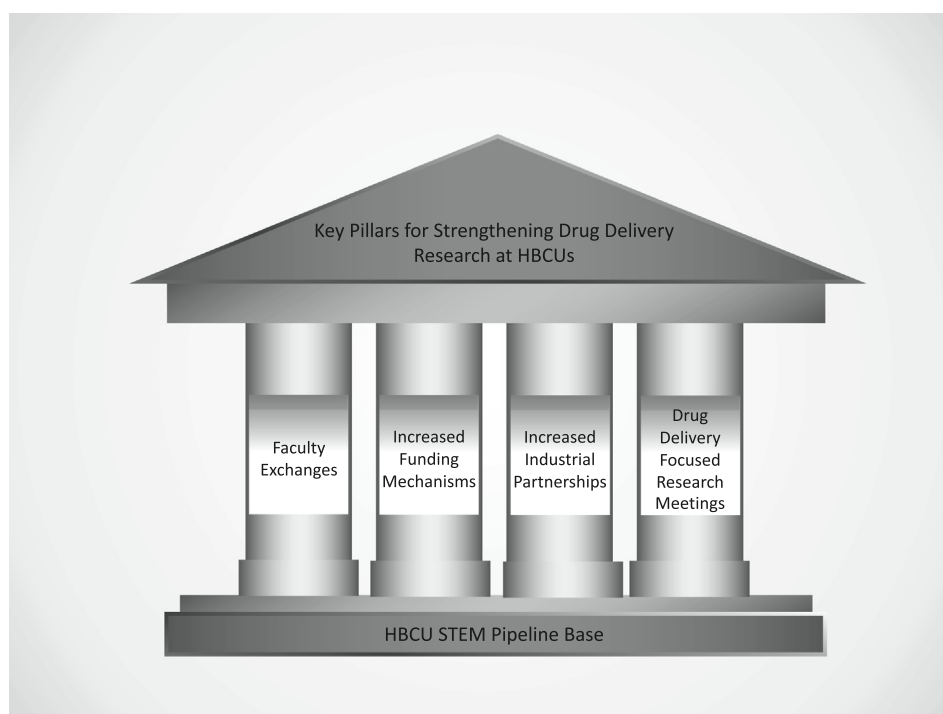 Key Pillars for Strengthening Drug Delivery
Research at HBCUs
Faculty
Exchanges
Increased
Funding
Mechanisms
Increased
Industrial
Partnerships
Drug
Delivery
Focused
Research
Meetings
HBCU STEM Pipeline Base